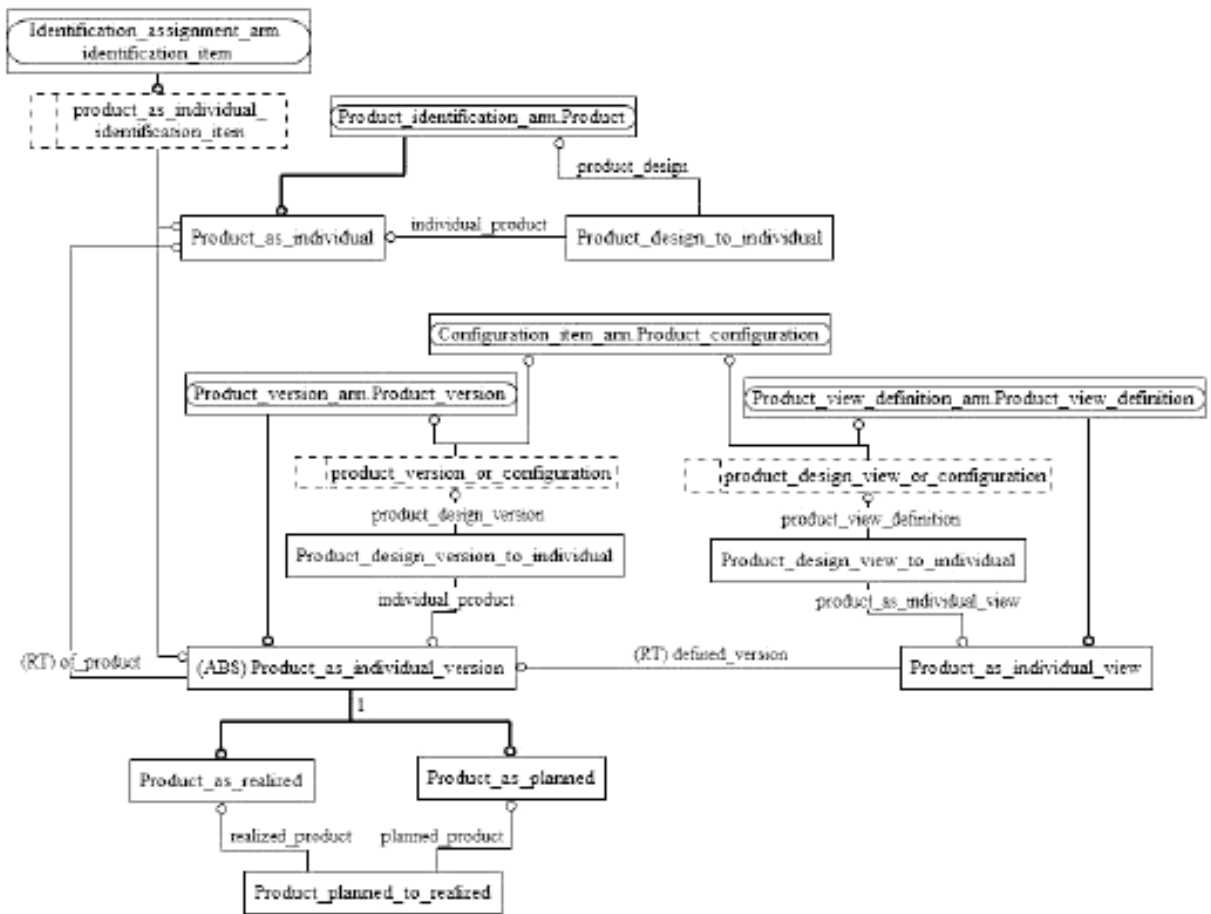 Identification_assignment_arm.
identification_item
product_as_individual_
identification_item
Product_identification_arm.Product
product_design
Product_as_individual
individual_product
Product_design_to_individual
Configuration_item_arm.Product_configuration
Product_version_arm.Product_version
Product_view_definition_arm.Product_view_definition
product_version_or_configuration
product_design_view_or_configuration
product_design_version
product_view_definition
Product_design_version_to_individual
Product_design_view_to_individual
individual_product
product_as_individual_view
(RT) of_product
(ABS) Product_as_individual_version
(RT) defined_version
Product_as_individual_view
1
Product_as_realized
Product_as_planned
realized_product
planned_product
Product_planned_to_realized